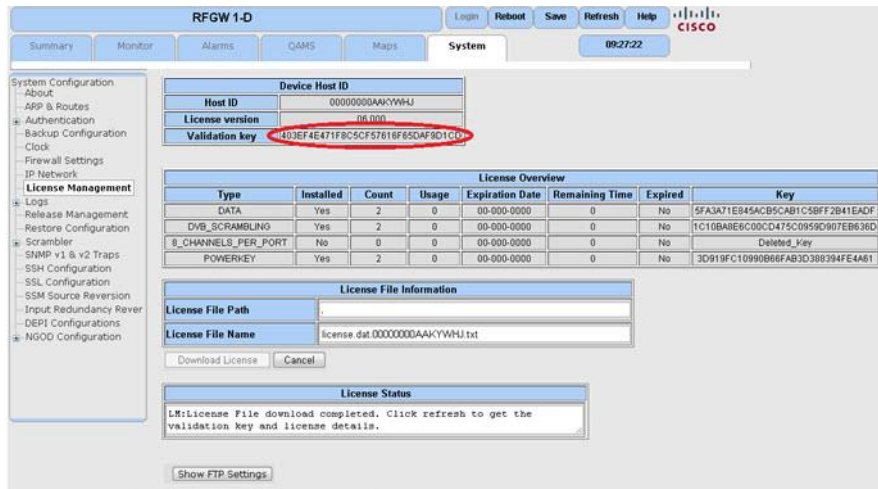 RFGW 1-D
Login Reboot Save Refresh Help
CISCO
Summary Monitor Alarms QAMS Maps System 09:27:22
System Configuration
About
ARP & Routes
Authentication
Backup Configuration
Clock
Firewall Settings
IP Network
License Management
Logs
Release Management
Restore Configuration
Scrambler
SNMP v1 & v2 Traps
SSH Configuration
SSL Configuration
SSM Source Reversion
Input Redundancy Rever
DEPI Configurations
NGOD Configuration
Device Host ID
Host ID 00000000AAKYWHJ
License version 06.000
Validation key 403EF4E471F8C5CF57616F65DAF9D1CD
License Overview
Type Installed Count Usage Expiration Date Remaining Time Expired Key
DATA Yes 2 0 00-000-0000 0 No 5FA3A71E845ACB5CAB1C5BFF2B41EADF
DVB_SCRAMBLING Yes 2 0 00-000-0000 0 No 1C10BA8E6C00CD475C0959D907EB636D
8_CHANNELS_PER_PORT No 0 0 00-000-0000 0 No Deleted_Key
POWERKEY Yes 2 0 00-000-0000 0 No 3D919FC10990B66FAB3D388394FE4A61
License File Information
License File Path .
License File Name license.dat.00000000AAKYWHJ.txt
Download License Cancel
License Status
LM:License File download completed. Click refresh to get the
validation key and license details.
Show FTP Settings